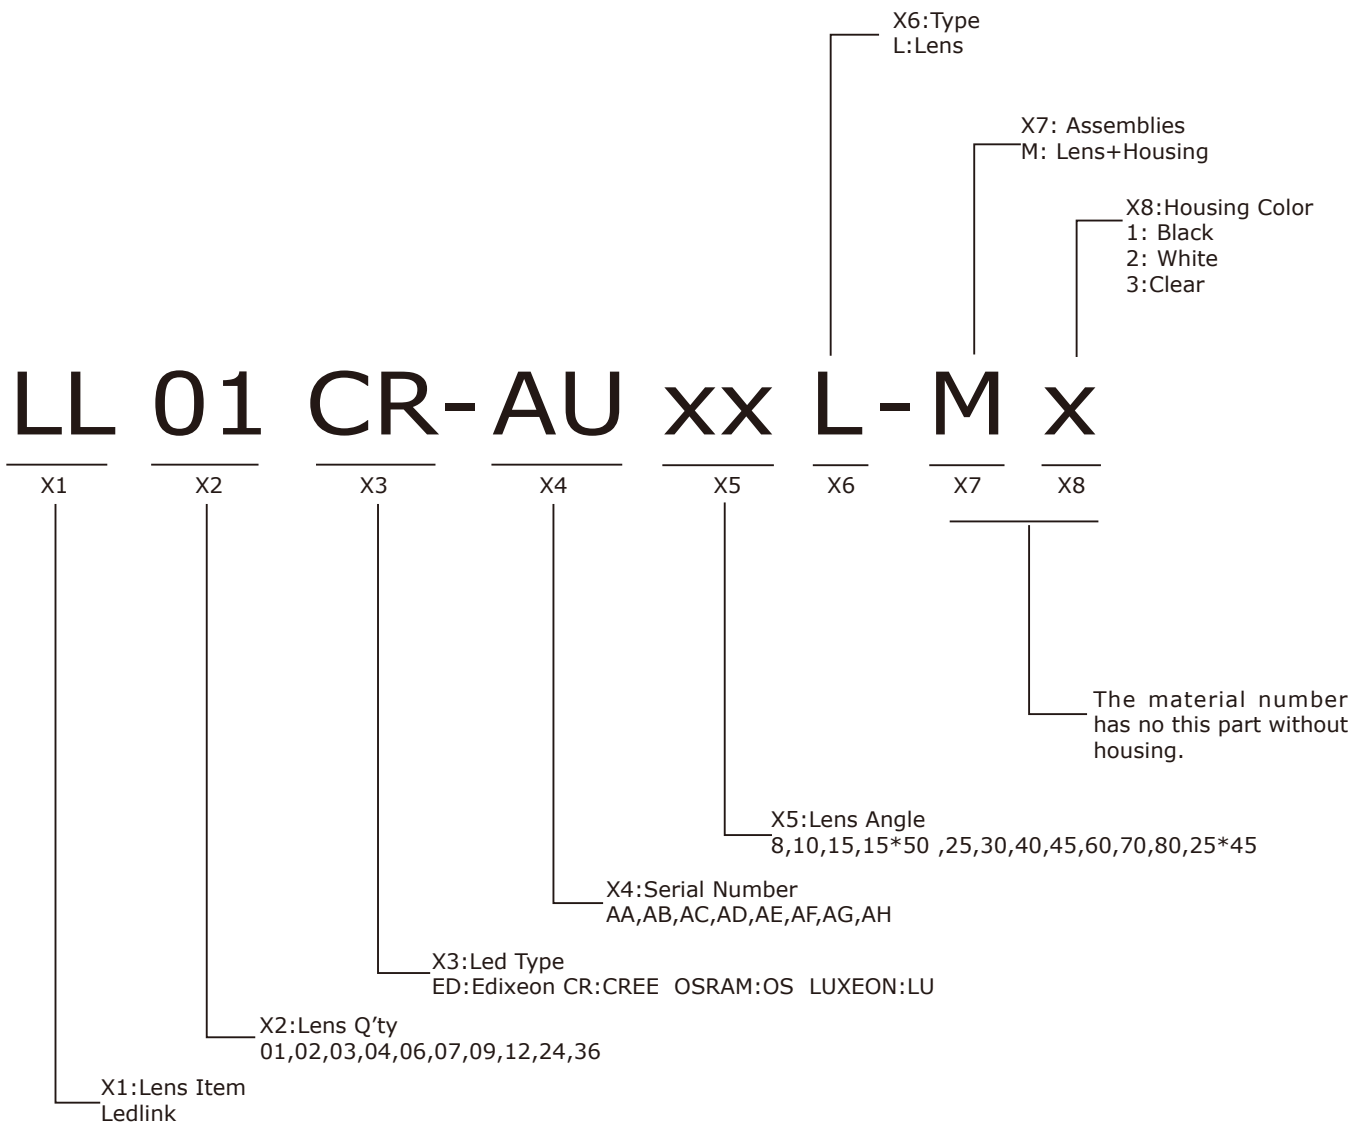 X6:Type
L:Lens
X7: Assemblies
M: Lens+Housing
X8:Housing Color
1: Black
2: White
3:Clear
LL 01 CR-AU xx L-M x
X1 X2 X3 X4 X5 X6 X7 X8
The material number
has no this part without
housing.
X5:Lens Angle
8,10,15,15*50 ,25,30,40,45,60,70,80,25*45
X4:Serial Number
AA,AB,AC,AD,AE,AF,AG,AH
X3:Led Type
ED:Edixeon CR:CREE OSRAM:OS LUXEON:LU
X2:Lens Q’ty
01,02,03,04,06,07,09,12,24,36
X1:Lens Item
Ledlink